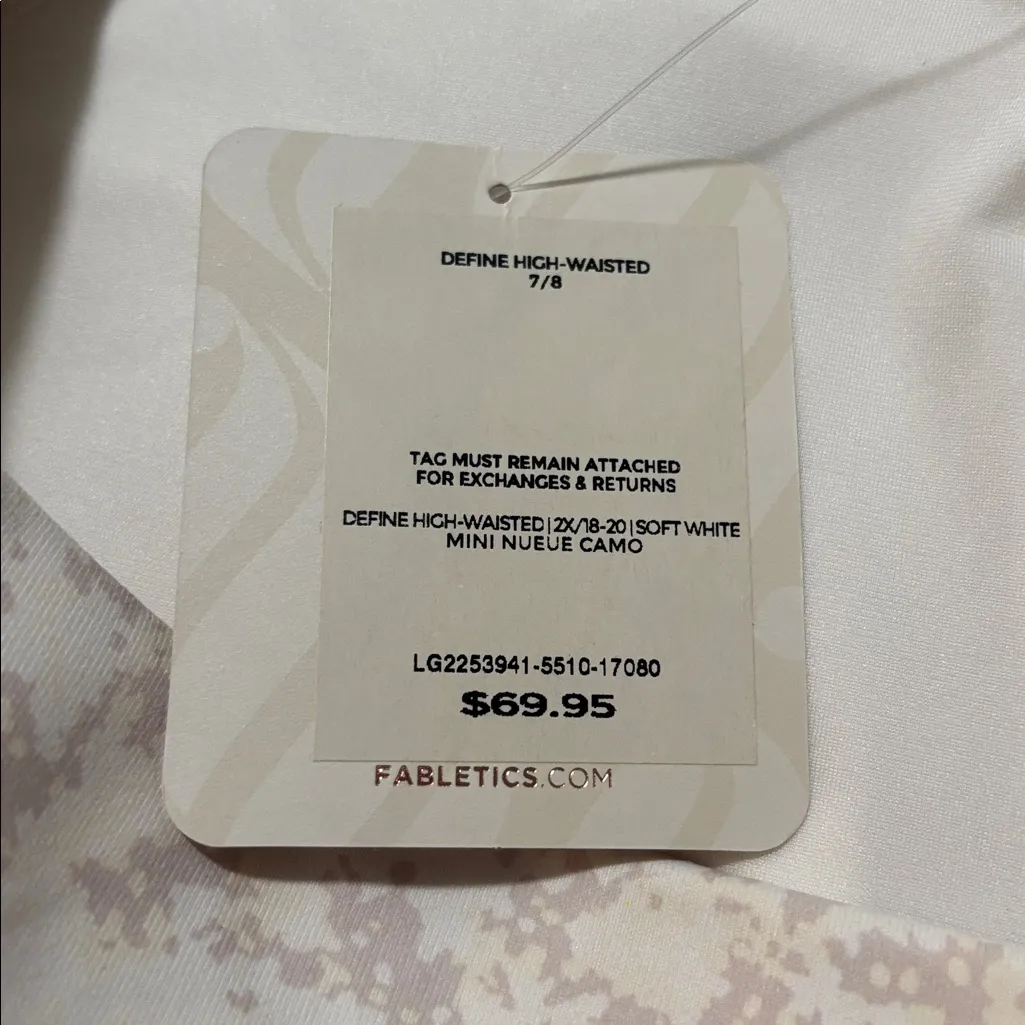 DEFINE HIGH-WAISTED
7/8
TAG MUST REMAIN ATTACHED
FOR EXCHANGES & RETURNS
DEFINE HIGH-WAISTED|2X/18-20|SOFT WHITE
MINI NUEUE CAMO
LG2253941-5510-17080
$69.95
FABLETICS.COM